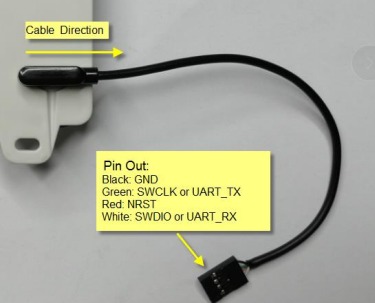 Cable Direction
Pin Out:
Black: GND
Green: SWCLK or UART_TX
Red: NRST
White: SWDIO or UART_RX